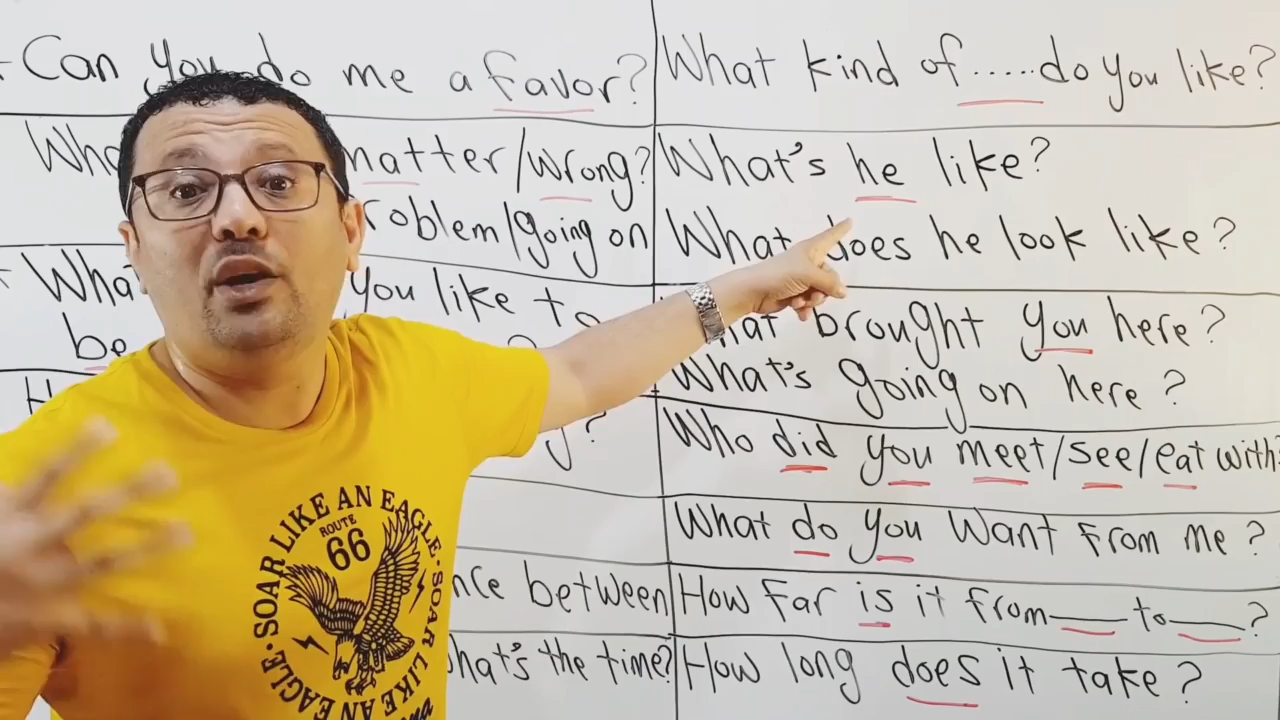 Can you do me a favor?
matter/wrong?
problem/going on
What you like to
be
nce between
What's the time?
What kind of ..... do you like?
What's he like?
What does he look like?
What brought you here?
What's going on here?
Who did you meet/see/eat with?
What do you want from me?
How far is it from ___ to ___?
How long does it take?
SOAR LIKE AN EAGLE · SOAR LIKE AN EAGLE
ROUTE
66